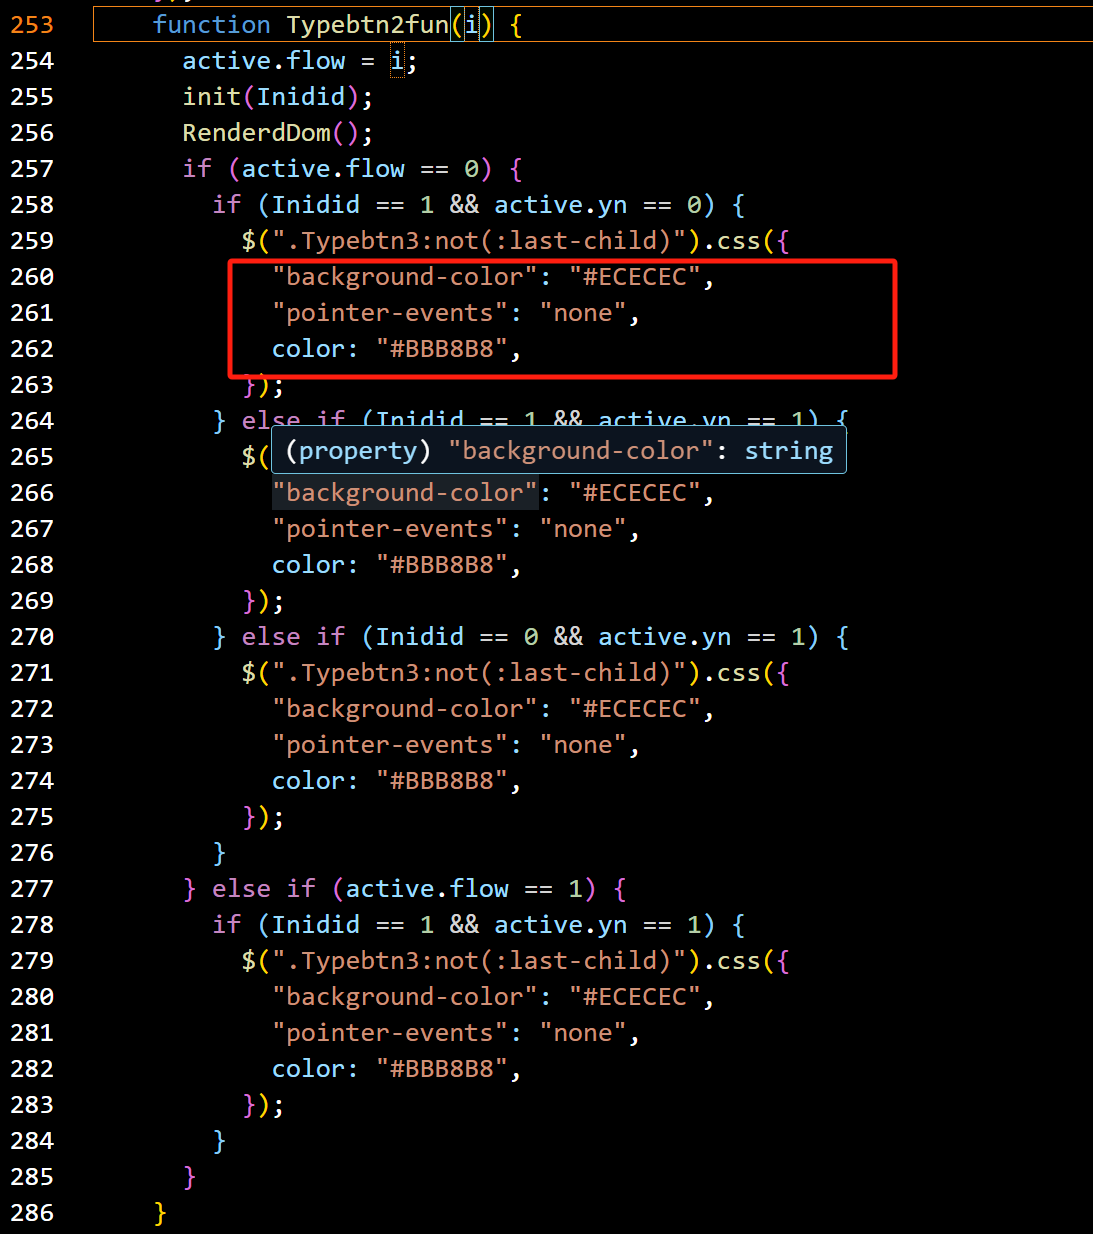 253 function Typebtn2fun(i) {
254 active.flow = i;
255 init(Inidid);
256 RenderdDom();
257 if (active.flow == 0) {
258 if (Inidid == 1 && active.yn == 0) {
259 $(".Typebtn3:not(:last-child)").css({
260 "background-color": "#ECECEC",
261 "pointer-events": "none",
262 color: "#BBB8B8",
263 });
264 } else if (Inidid == 1 && active.yn == 1) {
(property) "background-color": string
265 $(
266 "background-color": "#ECECEC",
267 "pointer-events": "none",
268 color: "#BBB8B8",
269 });
270 } else if (Inidid == 0 && active.yn == 1) {
271 $(".Typebtn3:not(:last-child)").css({
272 "background-color": "#ECECEC",
273 "pointer-events": "none",
274 color: "#BBB8B8",
275 });
276 }
277 } else if (active.flow == 1) {
278 if (Inidid == 1 && active.yn == 1) {
279 $(".Typebtn3:not(:last-child)").css({
280 "background-color": "#ECECEC",
281 "pointer-events": "none",
282 color: "#BBB8B8",
283 });
284 }
285 }
286 }